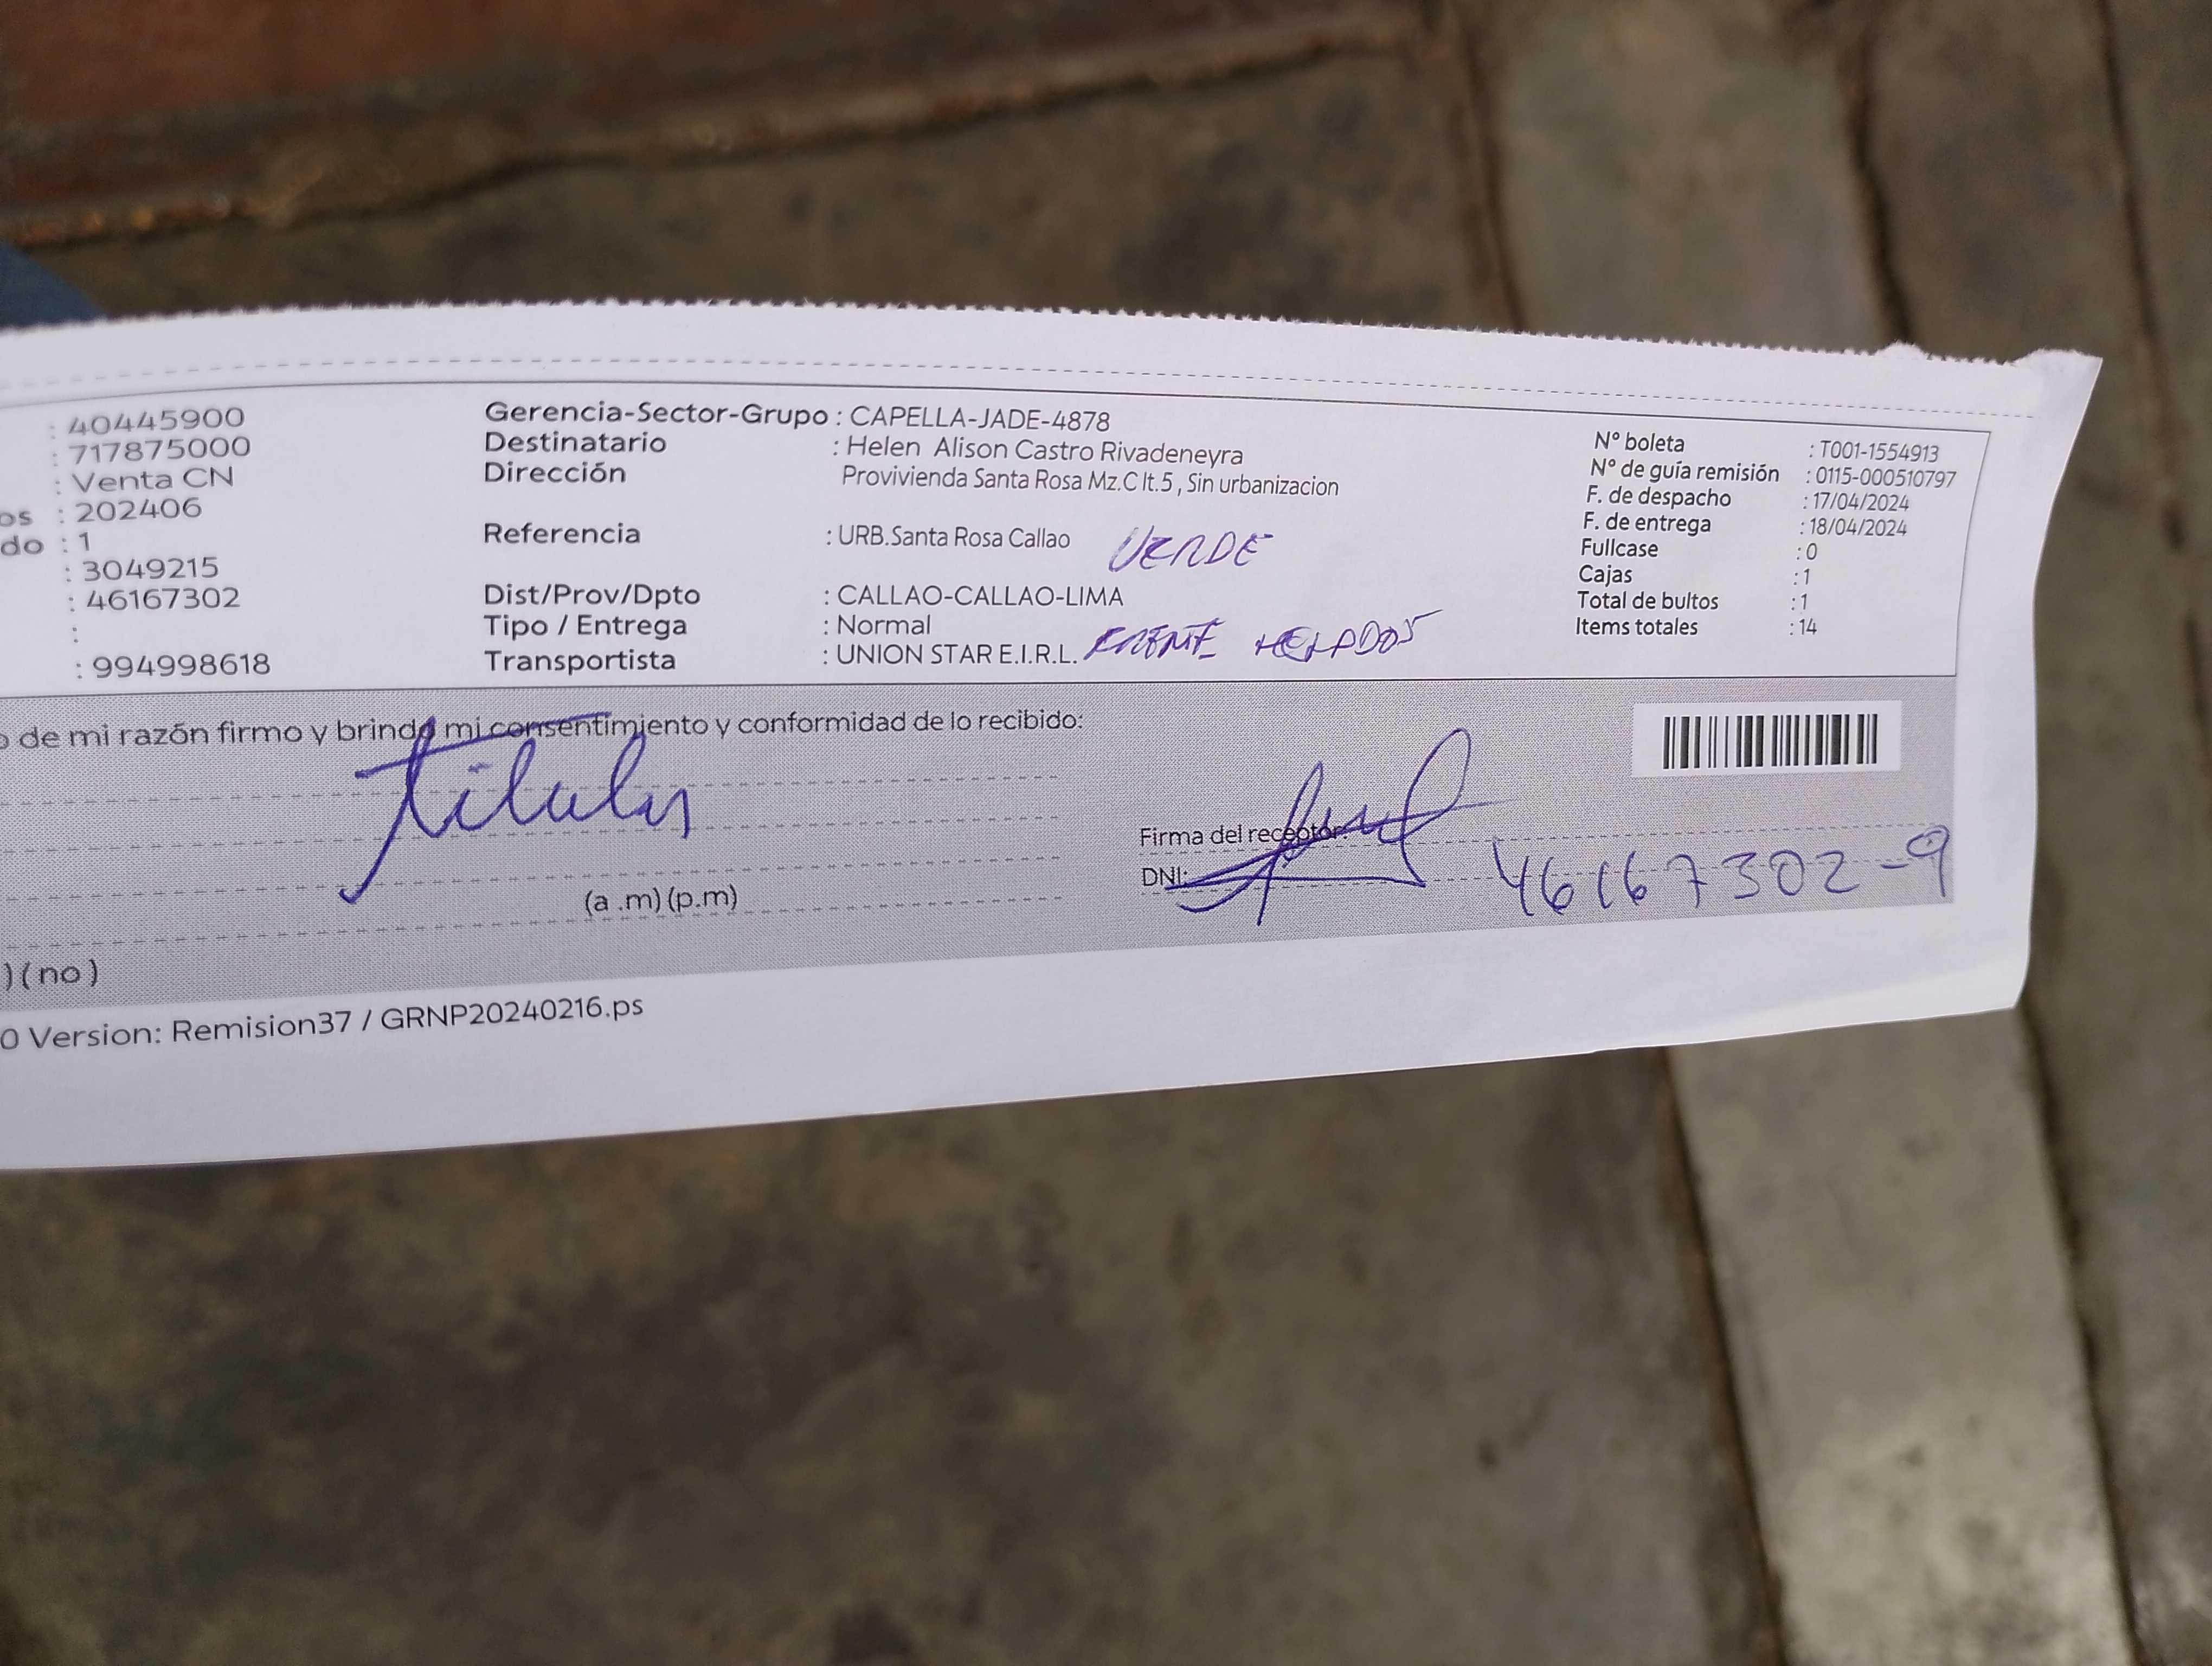 : 40445900
: 717875000
: Venta CN
os : 202406
do : 1
: 3049215
: 46167302
:
: 994998618
Gerencia-Sector-Grupo : CAPELLA-JADE-4878
Destinatario : Helen Alison Castro Rivadeneyra
Dirección Provivienda Santa Rosa Mz.C lt.5 , Sin urbanizacion
Referencia : URB.Santa Rosa Callao VERDE
Dist/Prov/Dpto : CALLAO-CALLAO-LIMA
Tipo / Entrega : Normal
Transportista : UNION STAR E.I.R.L. FRENTE HELADOS
N° boleta : T001-1554913
N° de guía remisión : 0115-000510797
F. de despacho : 17/04/2024
F. de entrega : 18/04/2024
Fullcase : 0
Cajas : 1
Total de bultos : 1
Items totales : 14
o de mi razón firmo y brindo mi consentimiento y conformidad de lo recibido:
titular
Firma del receptor:
DNI: 46167302-9
(a .m) (p.m)
) ( no )
0 Version: Remision37 / GRNP20240216.ps